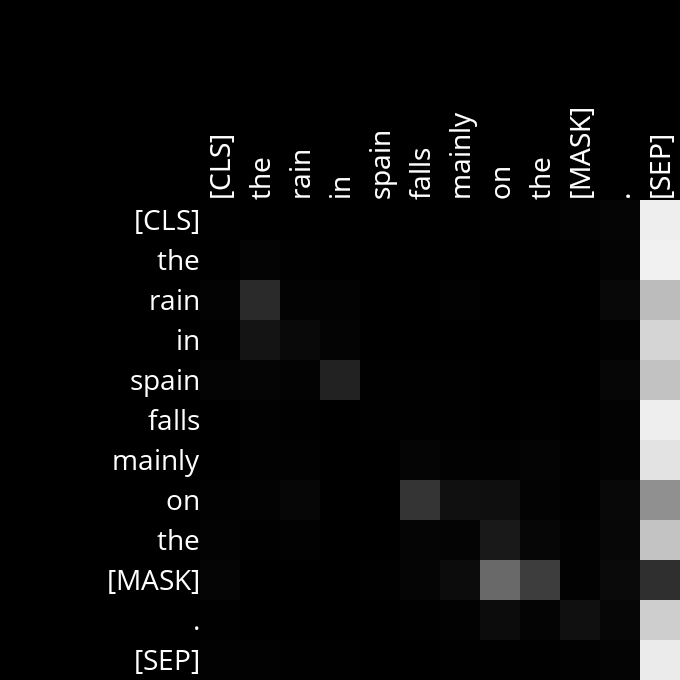 [CLS] the rain in spain falls mainly on the [MASK] . [SEP]
[CLS]
the
rain
in
spain
falls
mainly
on
the
[MASK]
.
[SEP]